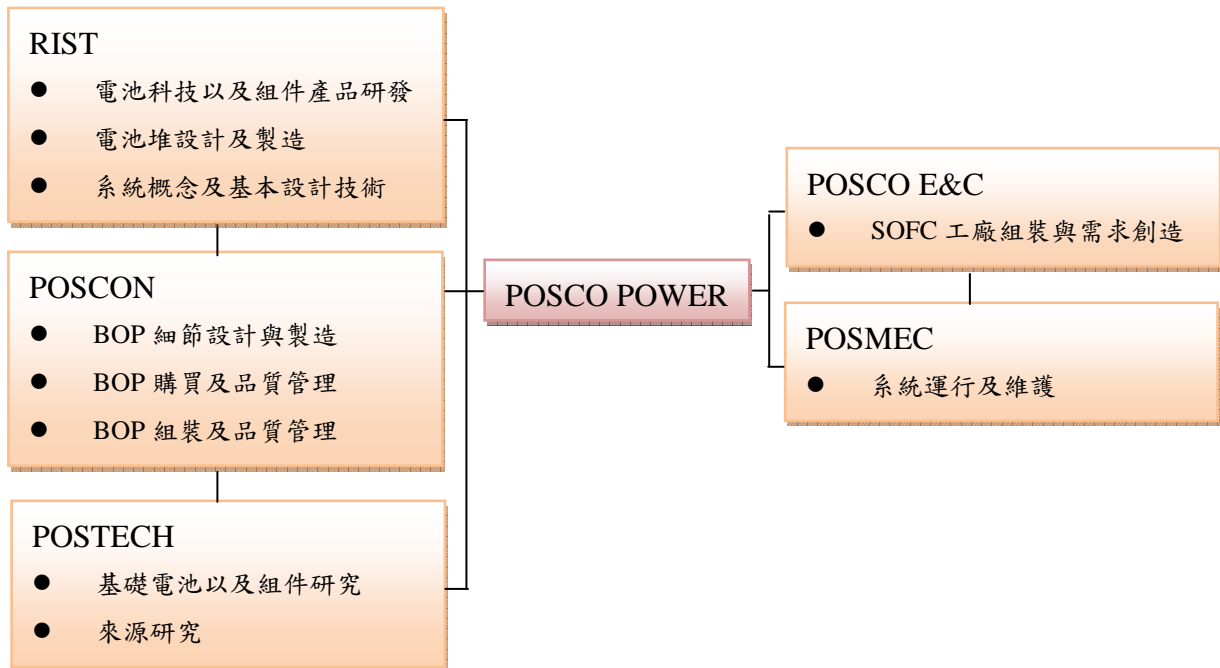 RIST
● 電池科技以及組件產品研發
● 電池堆設計及製造
● 系統概念及基本設計技術
POSCON
● BOP 細節設計與製造
● BOP 購買及品質管理
● BOP 組裝及品質管理
POSTECH
● 基礎電池以及組件研究
● 來源研究
POSCO POWER
POSCO E&C
● SOFC 工廠組裝與需求創造
POSMEC
● 系統運行及維護